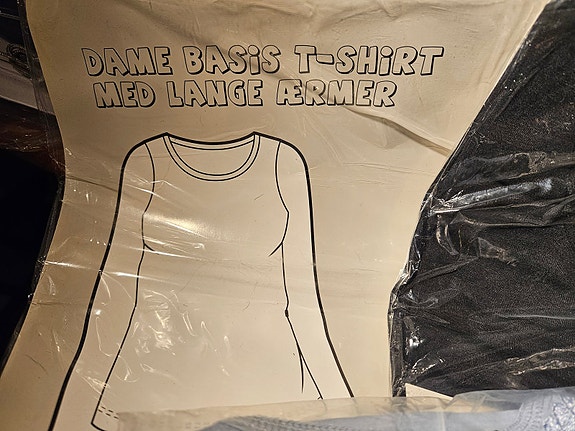 DAME BASIS T-SHIRT
MED LANGE ÆRMER